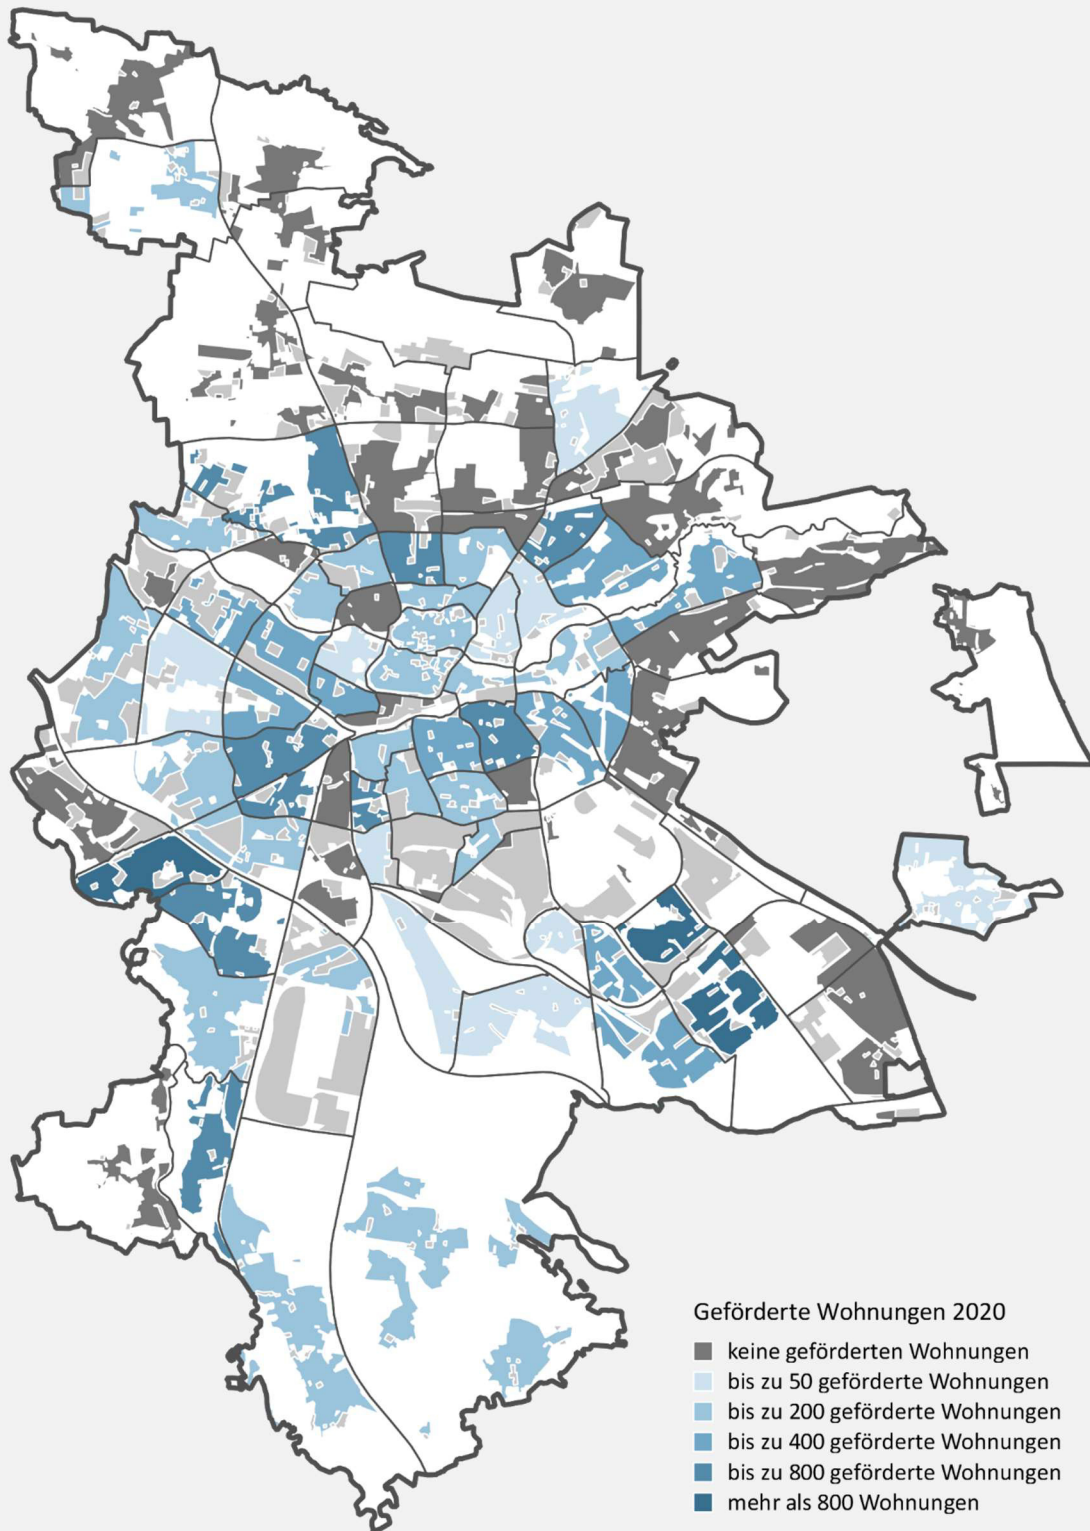 Geförderte Wohnungen 2020
keine geförderten Wohnungen
bis zu 50 geförderte Wohnungen
bis zu 200 geförderte Wohnungen
bis zu 400 geförderte Wohnungen
bis zu 800 geförderte Wohnungen
mehr als 800 Wohnungen